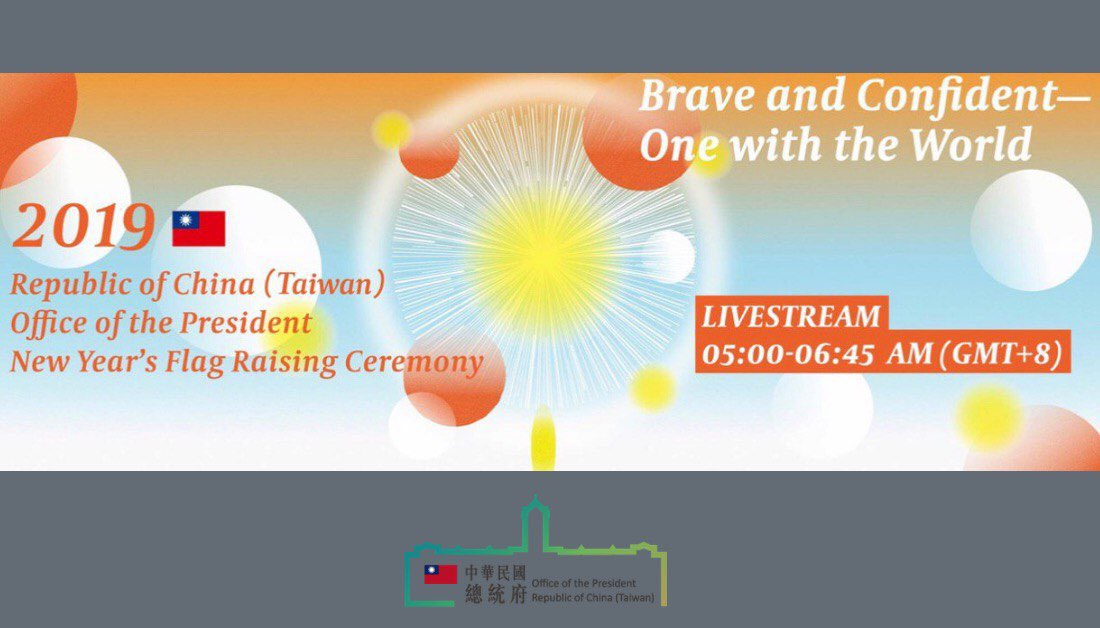 Brave and Confident—
One with the World
2019
Republic of China (Taiwan)
Office of the President
New Year's Flag Raising Ceremony
LIVESTREAM
05:00-06:45 AM (GMT+8)
中華民國
總統府
Office of the President
Republic of China (Taiwan)